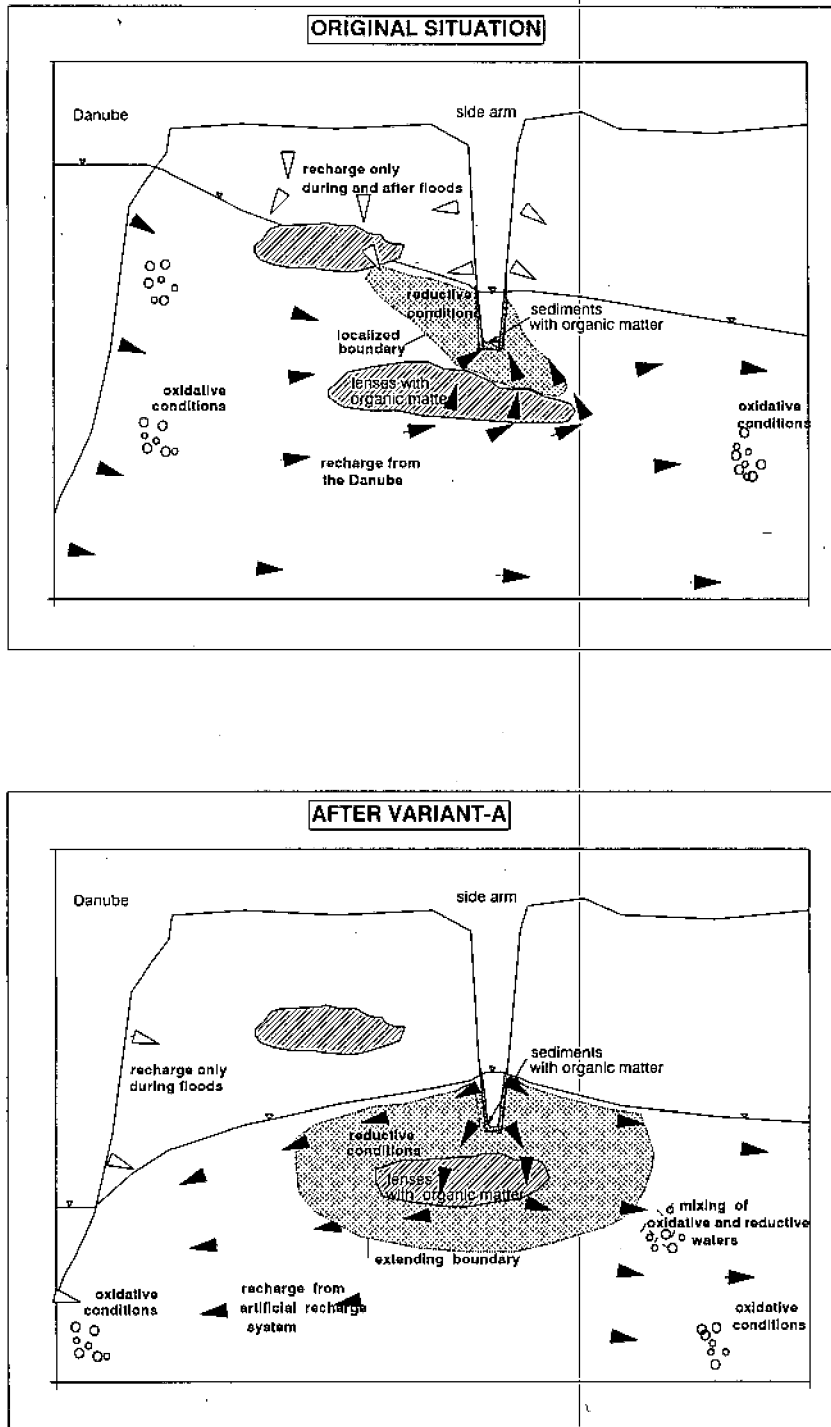 ORIGINAL SITUATION
Danube
side arm
recharge only
during and after floods
reductive
conditions
sediments
with organic matter
localized
boundary
lenses with
organic matter
oxidative
conditions
oxidative
conditions
recharge from
the Danube
AFTER VARIANT-A
Danube
side arm
sediments
with organic matter
recharge only
during floods
reductive
conditions
lenses
with organic matter
mixing of
oxidative and reductive
waters
extending boundary
oxidative
conditions
recharge from
artificial recharge
system
oxidative
conditions